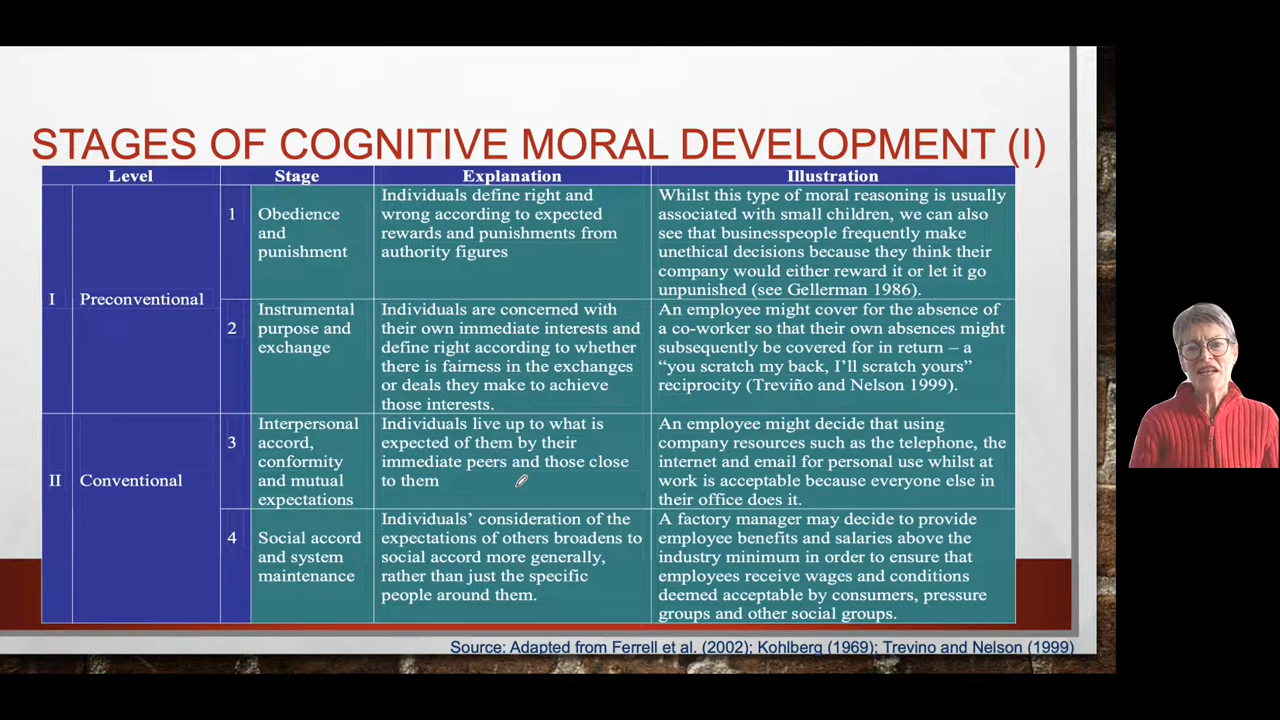 STAGES OF COGNITIVE MORAL DEVELOPMENT (I)
Level
Stage
Explanation
Illustration
I
Preconventional
1
Obedience
and
punishment
Individuals define right and
wrong according to expected
rewards and punishments from
authority figures
Whilst this type of moral reasoning is usually
associated with small children, we can also
see that businesspeople frequently make
unethical decisions because they think their
company would either reward it or let it go
unpunished (see Gellerman 1986).
2
Instrumental
purpose and
exchange
Individuals are concerned with
their own immediate interests and
define right according to whether
there is fairness in the exchanges
or deals they make to achieve
those interests.
An employee might cover for the absence of
a co-worker so that their own absences might
subsequently be covered for in return – a
“you scratch my back, I’ll scratch yours”
reciprocity (Treviño and Nelson 1999).
II
Conventional
3
Interpersonal
accord,
conformity
and mutual
expectations
Individuals live up to what is
expected of them by their
immediate peers and those close
to them
An employee might decide that using
company resources such as the telephone, the
internet and email for personal use whilst at
work is acceptable because everyone else in
their office does it.
4
Social accord
and system
maintenance
Individuals’ consideration of the
expectations of others broadens to
social accord more generally,
rather than just the specific
people around them.
A factory manager may decide to provide
employee benefits and salaries above the
industry minimum in order to ensure that
employees receive wages and conditions
deemed acceptable by consumers, pressure
groups and other social groups.
Source: Adapted from Ferrell et al. (2002); Kohlberg (1969); Trevino and Nelson (1999)